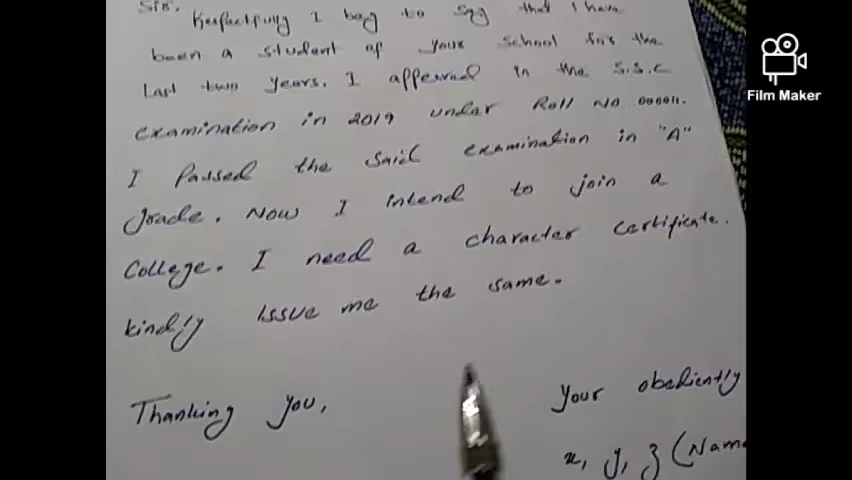 Sir,
Respectfully I beg to say that I have
been a student of your school for the
Last two years. I appesred in the S.S.C
examination in 2019 under Roll No 000011.
I Passed the said examination in "A"
grade. Now I intend to join a
College. I need a character certificate.
kindly issue me the same.
Thanking you,
Your obediently
x, y, z (Name
Film Maker